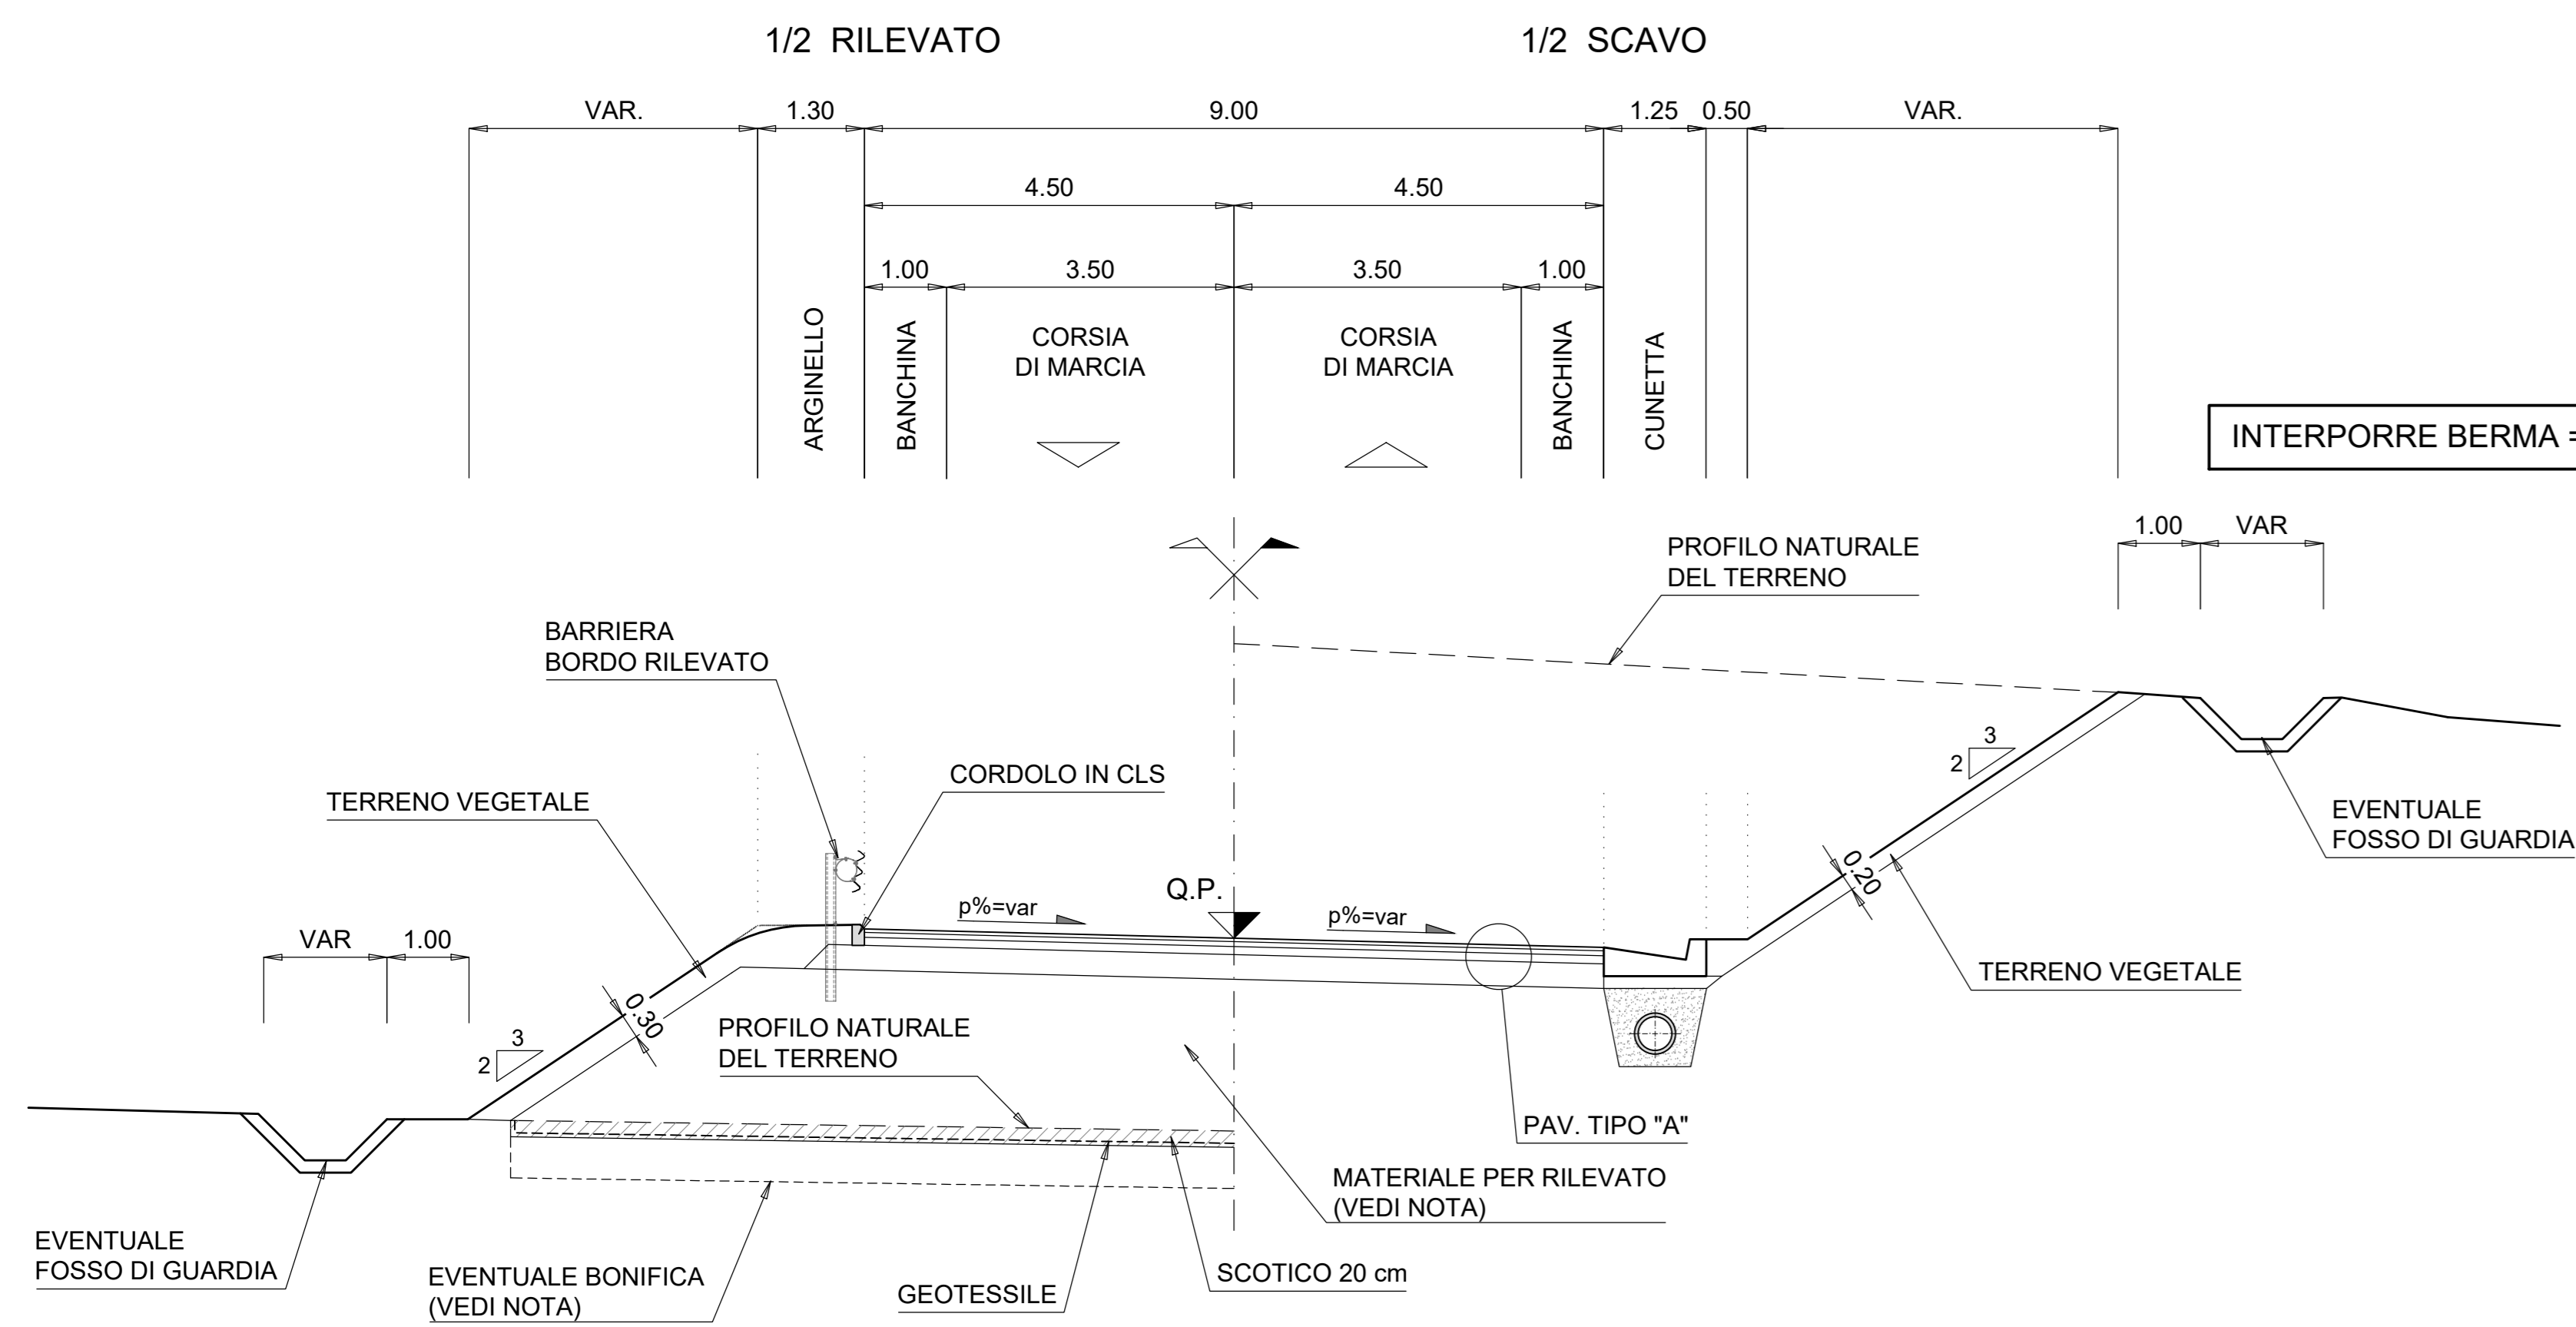 1/2 RILEVATO
1/2 SCAVO
VAR.
1.30
9.00
1.25
0.50
VAR.
4.50
4.50
1.00
3.50
3.50
1.00
ARGINELLO
BANCHINA
CORSIA
DI MARCIA
CORSIA
DI MARCIA
BANCHINA
CUNETTA
INTERPORRE BERMA =
1.00
VAR
PROFILO NATURALE
DEL TERRENO
BARRIERA
BORDO RILEVATO
3
2
CORDOLO IN CLS
TERRENO VEGETALE
EVENTUALE
FOSSO DI GUARDIA
0.20
Q.P.
p%=var
p%=var
VAR
1.00
TERRENO VEGETALE
0.30
PROFILO NATURALE
DEL TERRENO
3
2
PAV. TIPO "A"
MATERIALE PER RILEVATO
(VEDI NOTA)
EVENTUALE
FOSSO DI GUARDIA
EVENTUALE BONIFICA
(VEDI NOTA)
GEOTESSILE
SCOTICO 20 cm